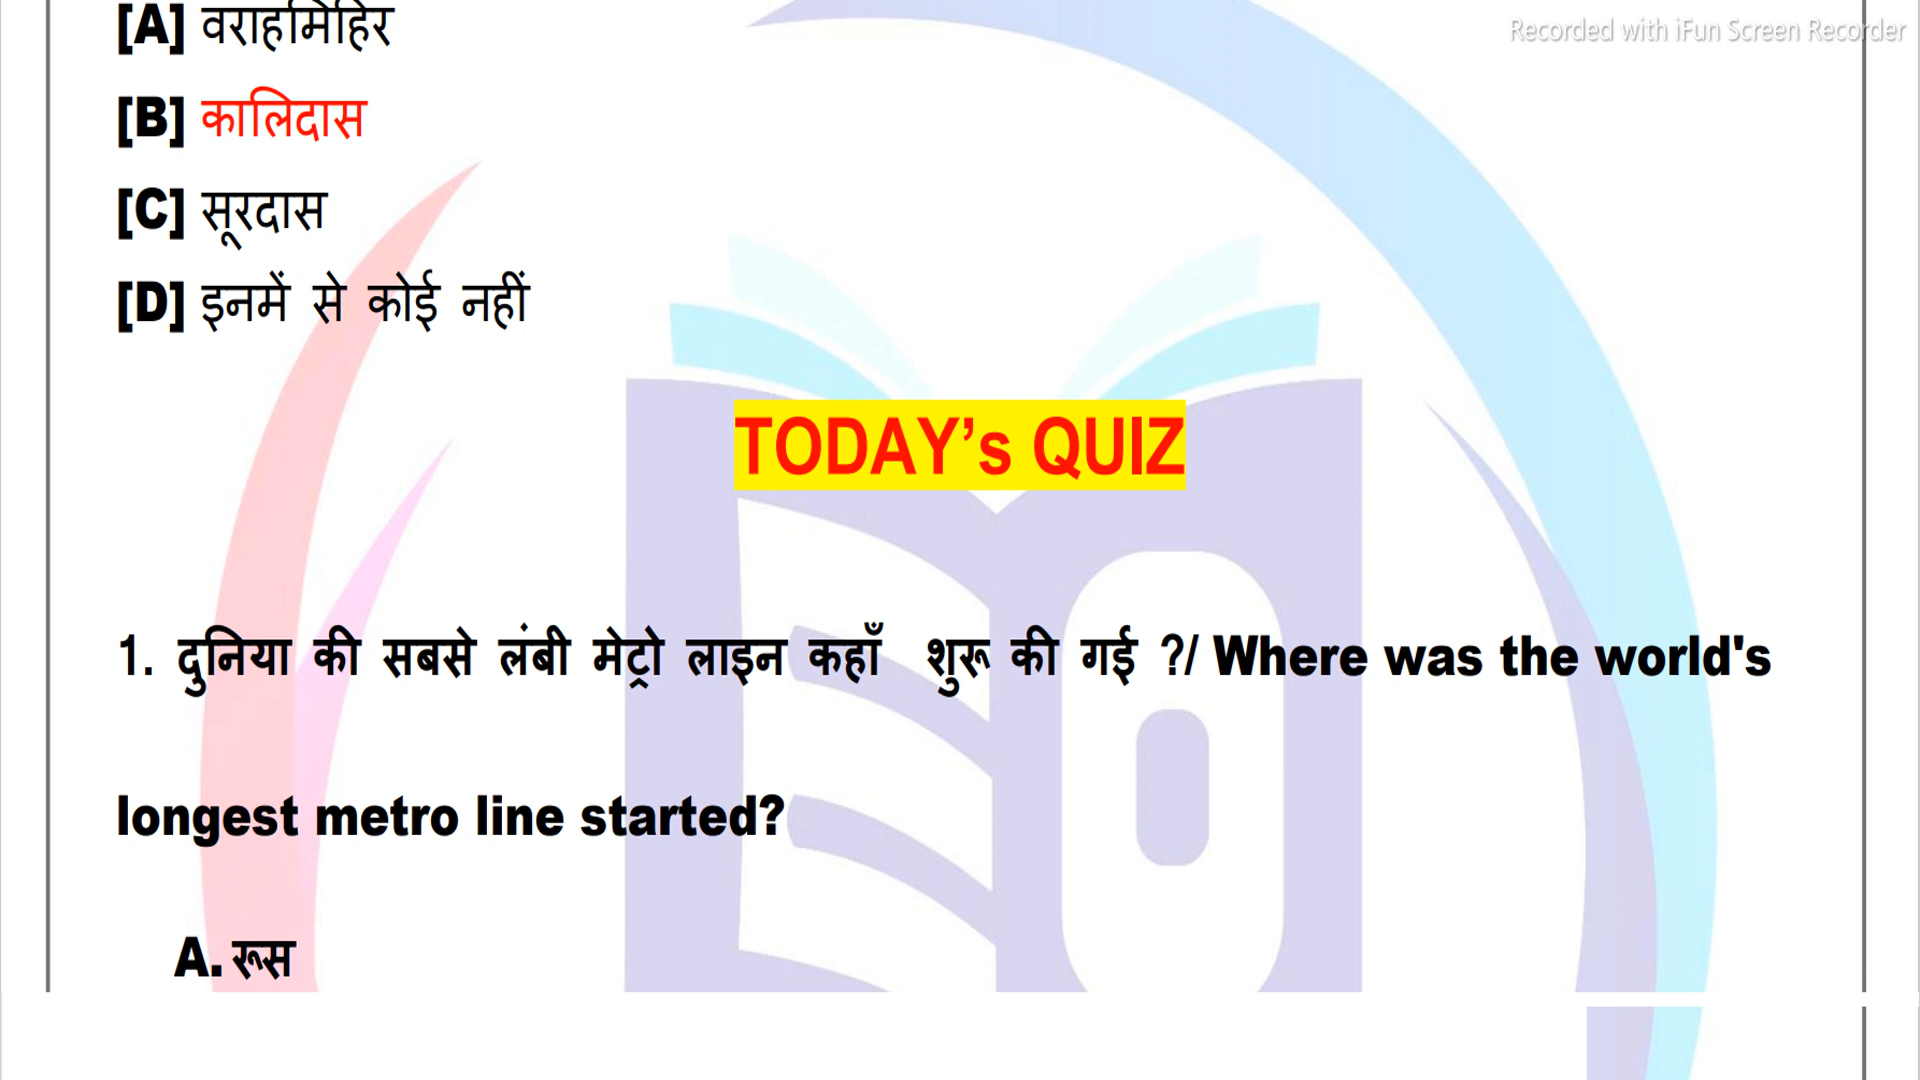 [A] वराहमिहिर
Recorded with iFun Screen Recorder
[B] कालिदास
[C] सूरदास
[D] इनमें से कोई नहीं
TODAY’s QUIZ
1. दुनिया की सबसे लंबी मेट्रो लाइन कहाँ शुरू की गई ?/ Where was the world's
longest metro line started?
A. रूस